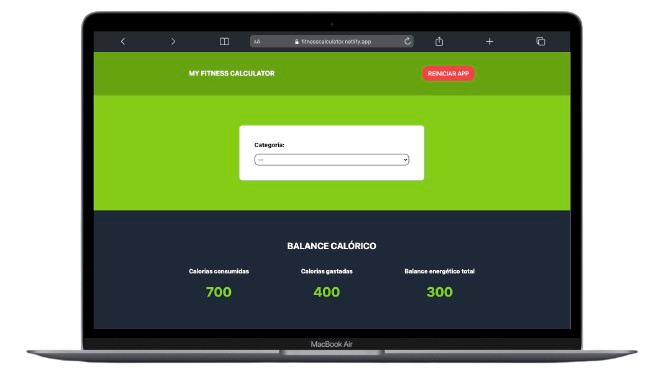 fitnesscalculator.netlify.app
MY FITNESS CALCULATOR
REINICIAR APP
Categoría:
---
BALANCE CALÓRICO
Calorías consumidas
Calorías gastadas
Balance energético total
700
400
300
MacBook Air